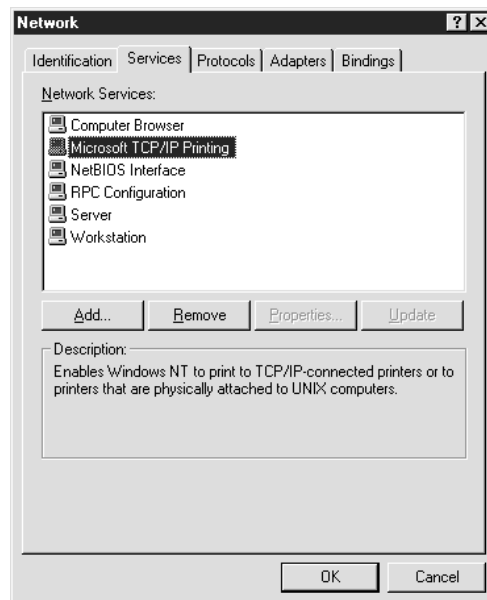 Network
Identification Services Protocols Adapters Bindings
Network Services:
Computer Browser
Microsoft TCP/IP Printing
NetBIOS Interface
RPC Configuration
Server
Workstation
Add... Remove Properties... Update
Description:
Enables Windows NT to print to TCP/IP-connected printers or to
printers that are physically attached to UNIX computers.
OK Cancel